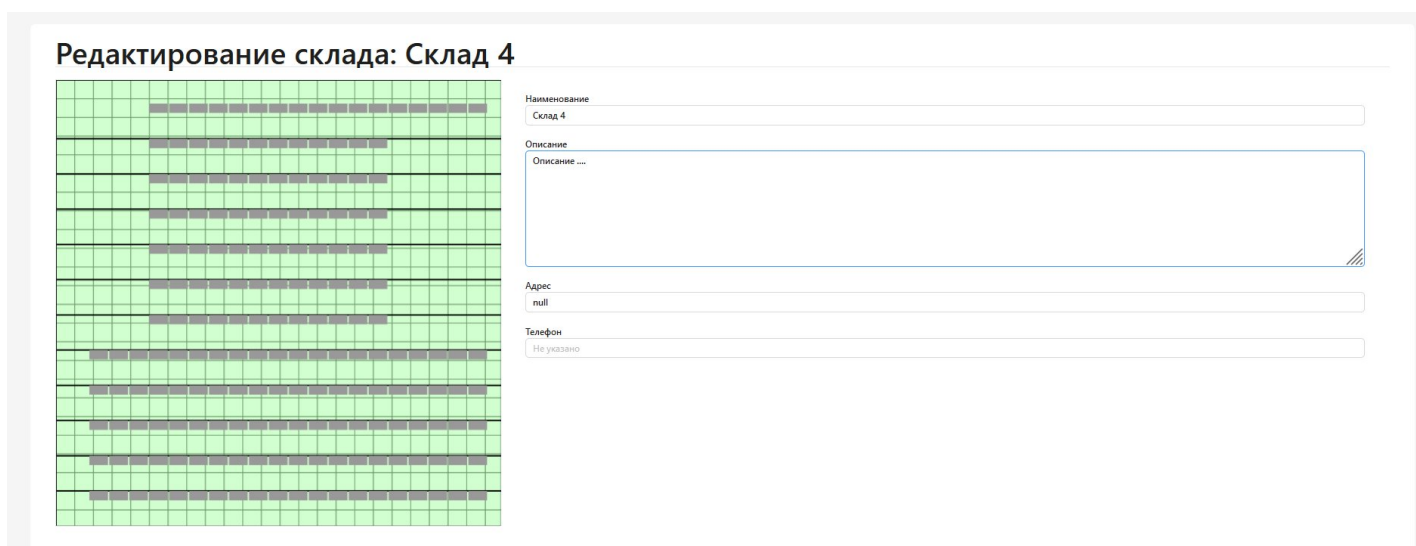 Редактирование склада: Склад 4
Наименование
Склад 4
Описание
Описание ....
Адрес
null
Телефон
Не указано